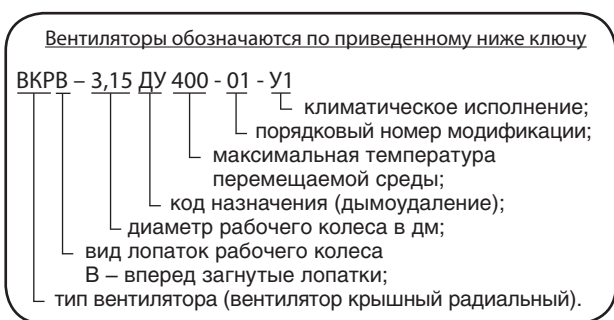 Вентиляторы обозначаются по приведенному ниже ключу
ВКРВ – 3,15 ДУ 400 - 01 - У1
климатическое исполнение;
порядковый номер модификации;
максимальная температура
перемещаемой среды;
код назначения (дымоудаление);
диаметр рабочего колеса в дм;
вид лопаток рабочего колеса
В – вперед загнутые лопатки;
тип вентилятора (вентилятор крышный радиальный).